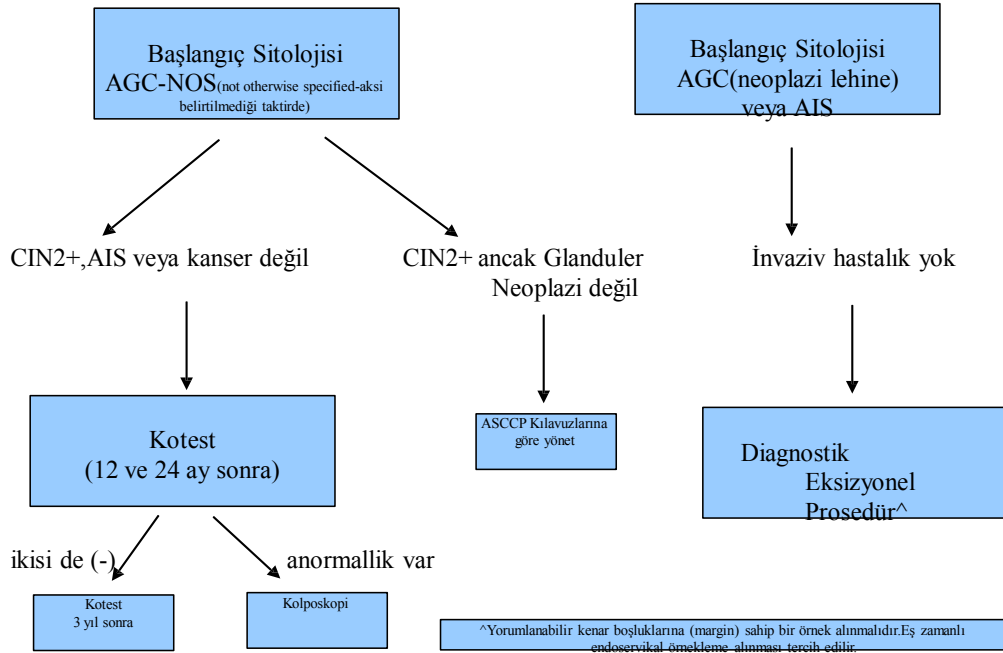 Başlangıç Sitolojisi
AGC-NOS(not otherwise specified-aksi
belirtilmediği taktirde)
Başlangıç Sitolojisi
AGC(neoplazi lehine)
veya AIS
CIN2+,AIS veya kanser değil
CIN2+ ancak Glanduler
Neoplazi değil
İnvaziv hastalık yok
Kotest
(12 ve 24 ay sonra)
ASCCP Kılavuzlarına
göre yönet
Diagnostik
Eksizyonel
Prosedür^
ikisi de (-)
anormallik var
Kotest
3 yıl sonra
Kolposkopi
^Yorumlanabilir kenar boşluklarına (margin) sahip bir örnek alınmalıdır.Eş zamanlı
endoservikal örnekleme alınması tercih edilir.